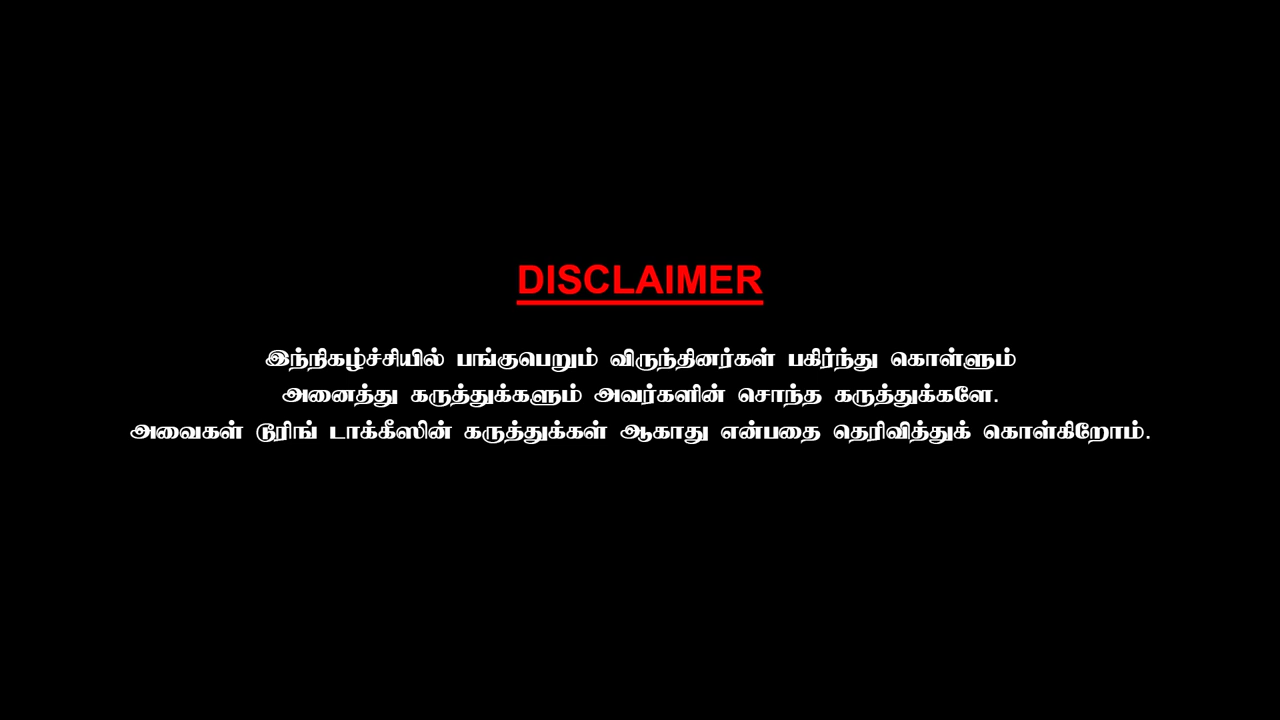 DISCLAIMER
இந்நிகழ்ச்சியில் பங்குபெறும் விருந்தினர்கள் பகிர்ந்து கொள்ளும்
அனைத்து கருத்துக்களும் அவர்களின் சொந்த கருத்துக்களே.
அவைகள் டூரிங் டாக்கீஸின் கருத்துக்கள் ஆகாது என்பதை தெரிவித்துக் கொள்கிறோம்.